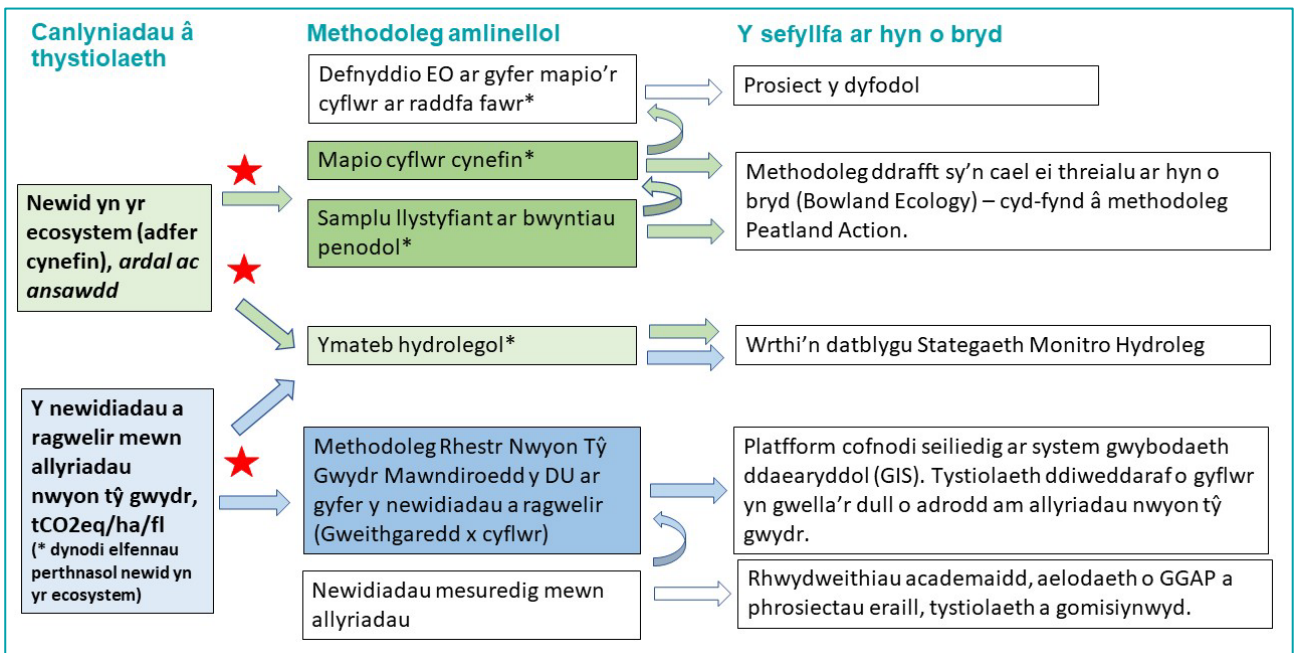 Canlyniadau â
thystiolaeth
Methodoleg amlinellol
Y sefyllfa ar hyn o bryd
Defnyddio EO ar gyfer mapio'r
cyflwr ar raddfa fawr*
Prosiect y dyfodol
Mapio cyflwr cynefin*
Methodoleg ddrafft sy'n cael ei threialu ar hyn o
bryd (Bowland Ecology) – cyd-fynd â methodoleg
Peatland Action.
Newid yn yr
ecosystem (adfer
cynefin), ardal ac
ansawdd
Samplu llystyfiant ar bwyntiau
penodol*
Ymateb hydrolegol*
Wrthi'n datblygu Stategaeth Monitro Hydroleg
Y newidiadau a
ragwelir mewn
allyriadau
nwyon tŷ gwydr,
tCO2eq/ha/fl
(* dynodi elfennau
perthnasol newid yn
yr ecosystem)
Methodoleg Rhestr Nwyon Tŷ
Gwydr Mawndiroedd y DU ar
gyfer y newidiadau a ragwelir
(Gweithgaredd x cyflwr)
Platfform cofnodi seiliedig ar system gwybodaeth
ddaearyddol (GIS). Tystiolaeth ddiweddaraf o gyflwr
yn gwella'r dull o adrodd am allyriadau nwyon tŷ
gwydr.
Newidiadau mesuredig mewn
allyriadau
Rhwydweithiau academaidd, aelodaeth o GGAP a
phrosiectau eraill, tystiolaeth a gomisiynwyd.